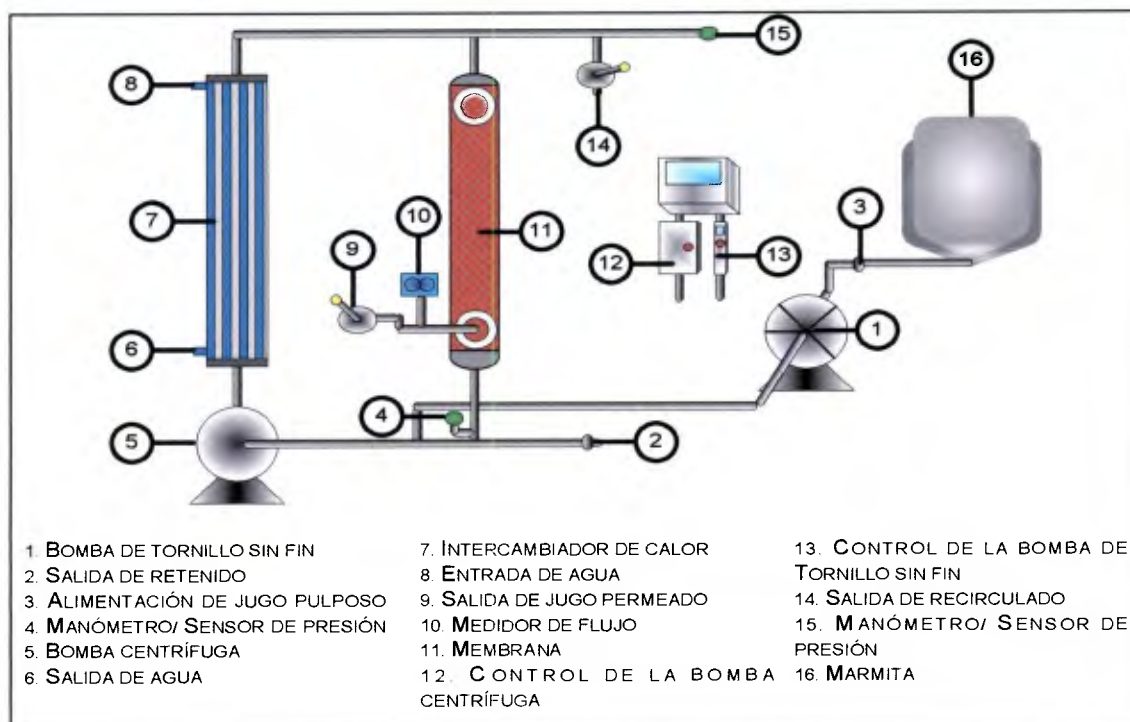 15
8
16
14
7
10
3
11
9
12
13
1
6
4
5
2
1. BOMBA DE TORNILLO SIN FIN
2. SALIDA DE RETENIDO
3. ALIMENTACIÓN DE JUGO PULPOSO
4. MANÓMETRO/ SENSOR DE PRESIÓN
5. BOMBA CENTRÍFUGA
6. SALIDA DE AGUA
7. INTERCAMBIADOR DE CALOR
8. ENTRADA DE AGUA
9. SALIDA DE JUGO PERMEADO
10. MEDIDOR DE FLUJO
11. MEMBRANA
12. CONTROL DE LA BOMBA
CENTRÍFUGA
13. CONTROL DE LA BOMBA DE
TORNILLO SIN FIN
14. SALIDA DE RECIRCULADO
15. MANÓMETRO/ SENSOR DE
PRESIÓN
16. MARMITA